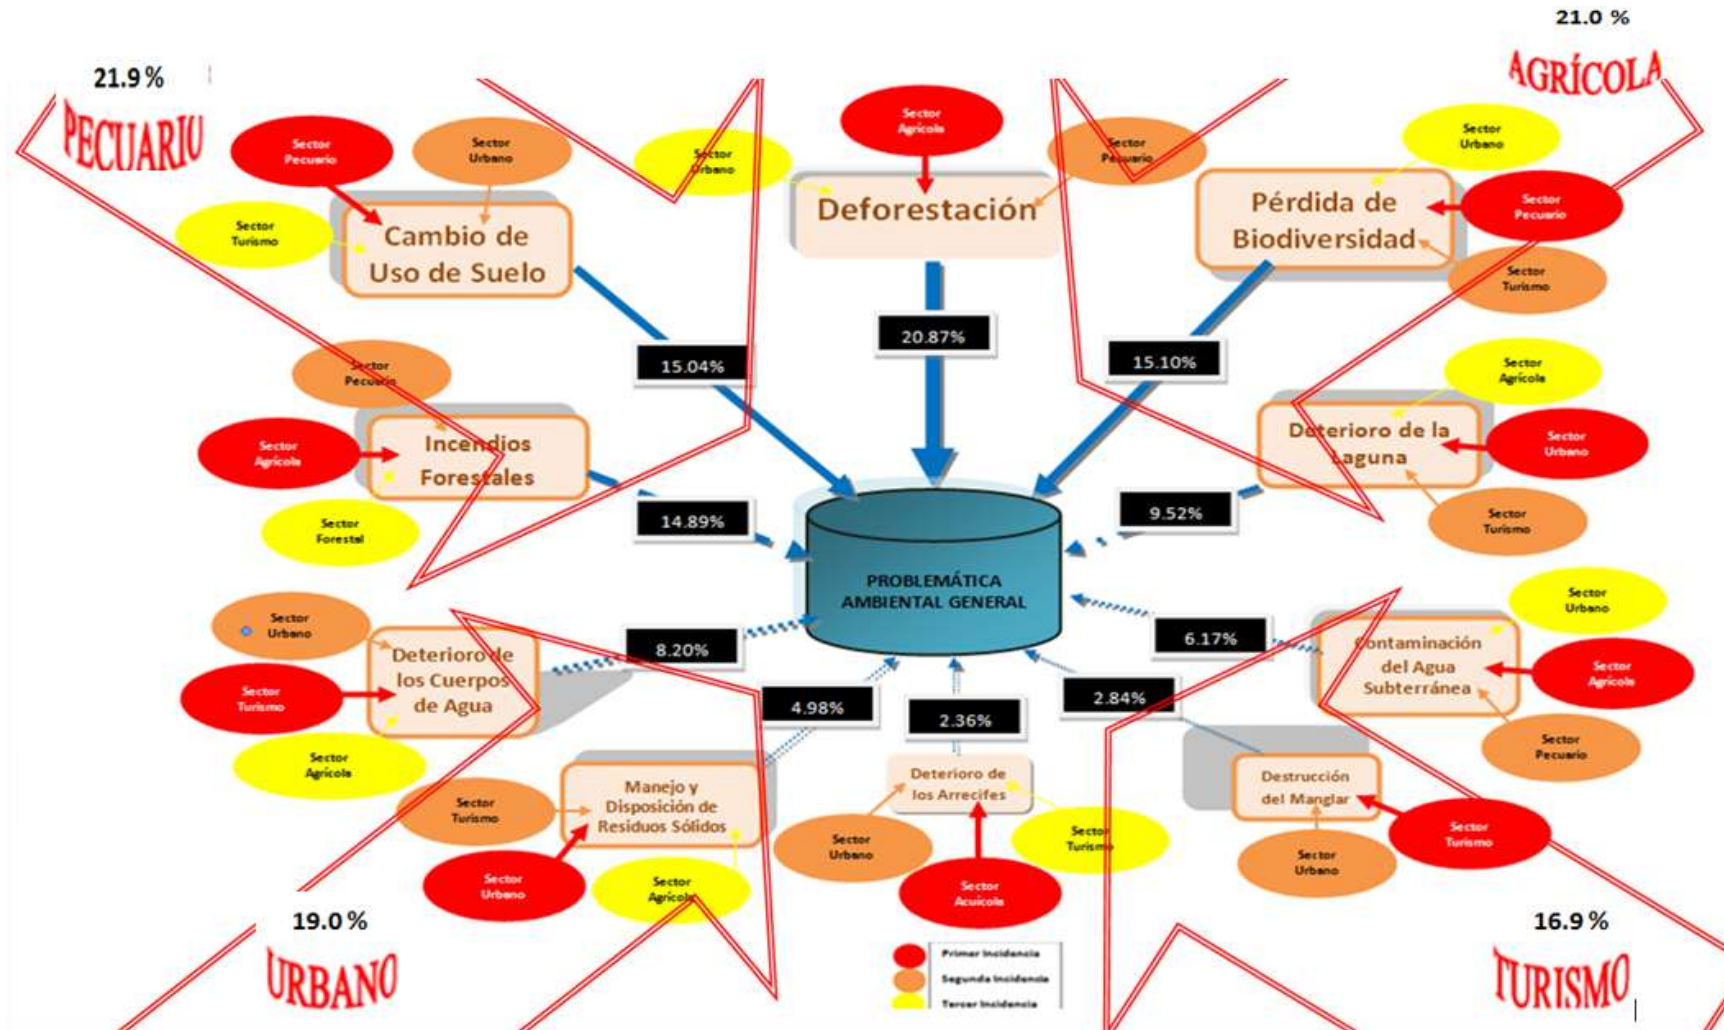 21.0 %
AGRÍCOLA
21.9 %
PECUARIO
Sector
Pecuario
Sector
Urbano
Sector
Turismo
Cambio de
Uso de Suelo
Sector
Agrícola
Sector
Urbano
Sector
Pecuario
Deforestación
Sector
Urbano
Sector
Pecuario
Sector
Turismo
Pérdida de
Biodiversidad
15.04%
20.87%
15.10%
Sector
Pecuario
Sector
Agrícola
Sector
Forestal
Incendios
Forestales
14.89%
Sector
Agrícola
Sector
Urbano
Sector
Turismo
Deterioro de la
Laguna
9.52%
PROBLEMÁTICA
AMBIENTAL GENERAL
Sector
Urbano
Sector
Turismo
Sector
Agrícola
Deterioro de
los Cuerpos
de Agua
8.20%
6.17%
Sector
Urbano
Sector
Agrícola
Sector
Pecuario
Contaminación
del Agua
Subterránea
4.98%
2.36%
2.84%
Sector
Turismo
Sector
Urbano
Sector
Agrícola
Manejo y
Disposición de
Residuos Sólidos
Deterioro de
los Arrecifes
Sector
Urbano
Sector
Acuícola
Sector
Turismo
Destrucción
del Manglar
Sector
Turismo
Sector
Urbano
19.0 %
URBANO
Primer Incidencia
Segunda Incidencia
Tercer Incidencia
16.9 %
TURISMO